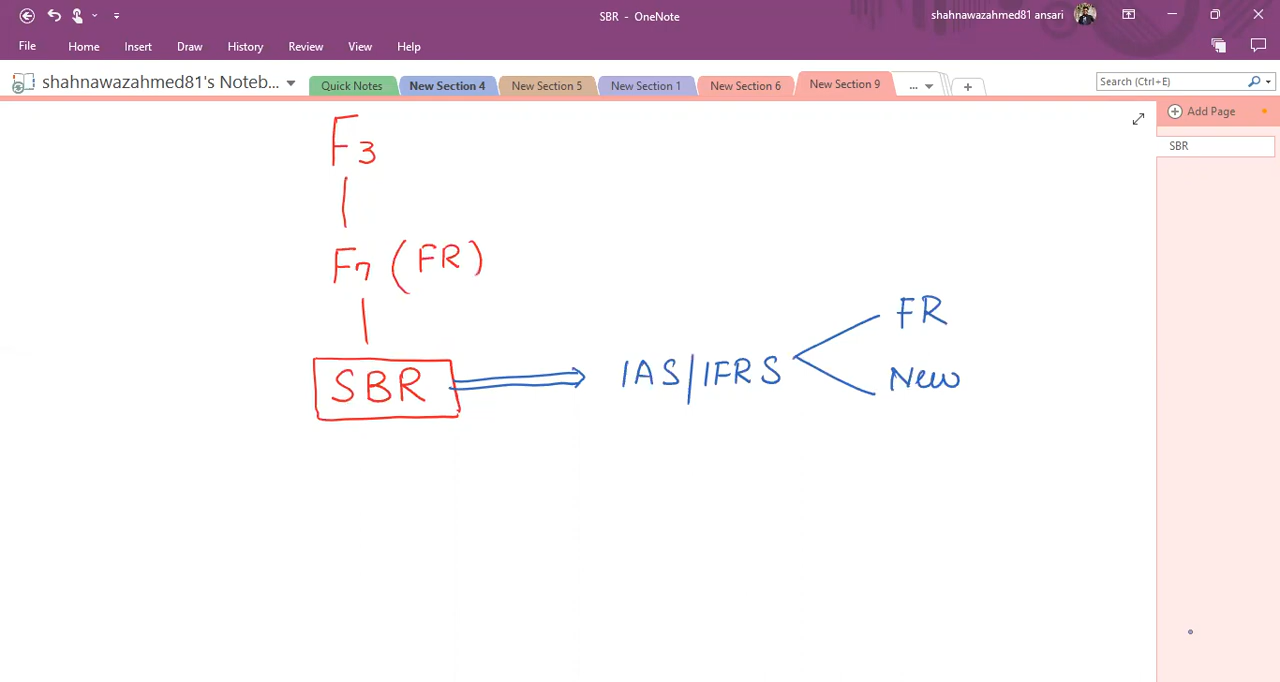 SBR - OneNote
shahnawazahmed81 ansari
File Home Insert Draw History Review View Help
shahnawazahmed81's Noteb...
Quick Notes New Section 4 New Section 5 New Section 1 New Section 6 New Section 9 ... +
Search (Ctrl+E)
Add Page
SBR
F3
F7 (FR)
SBR
IAS/IFRS
FR
New